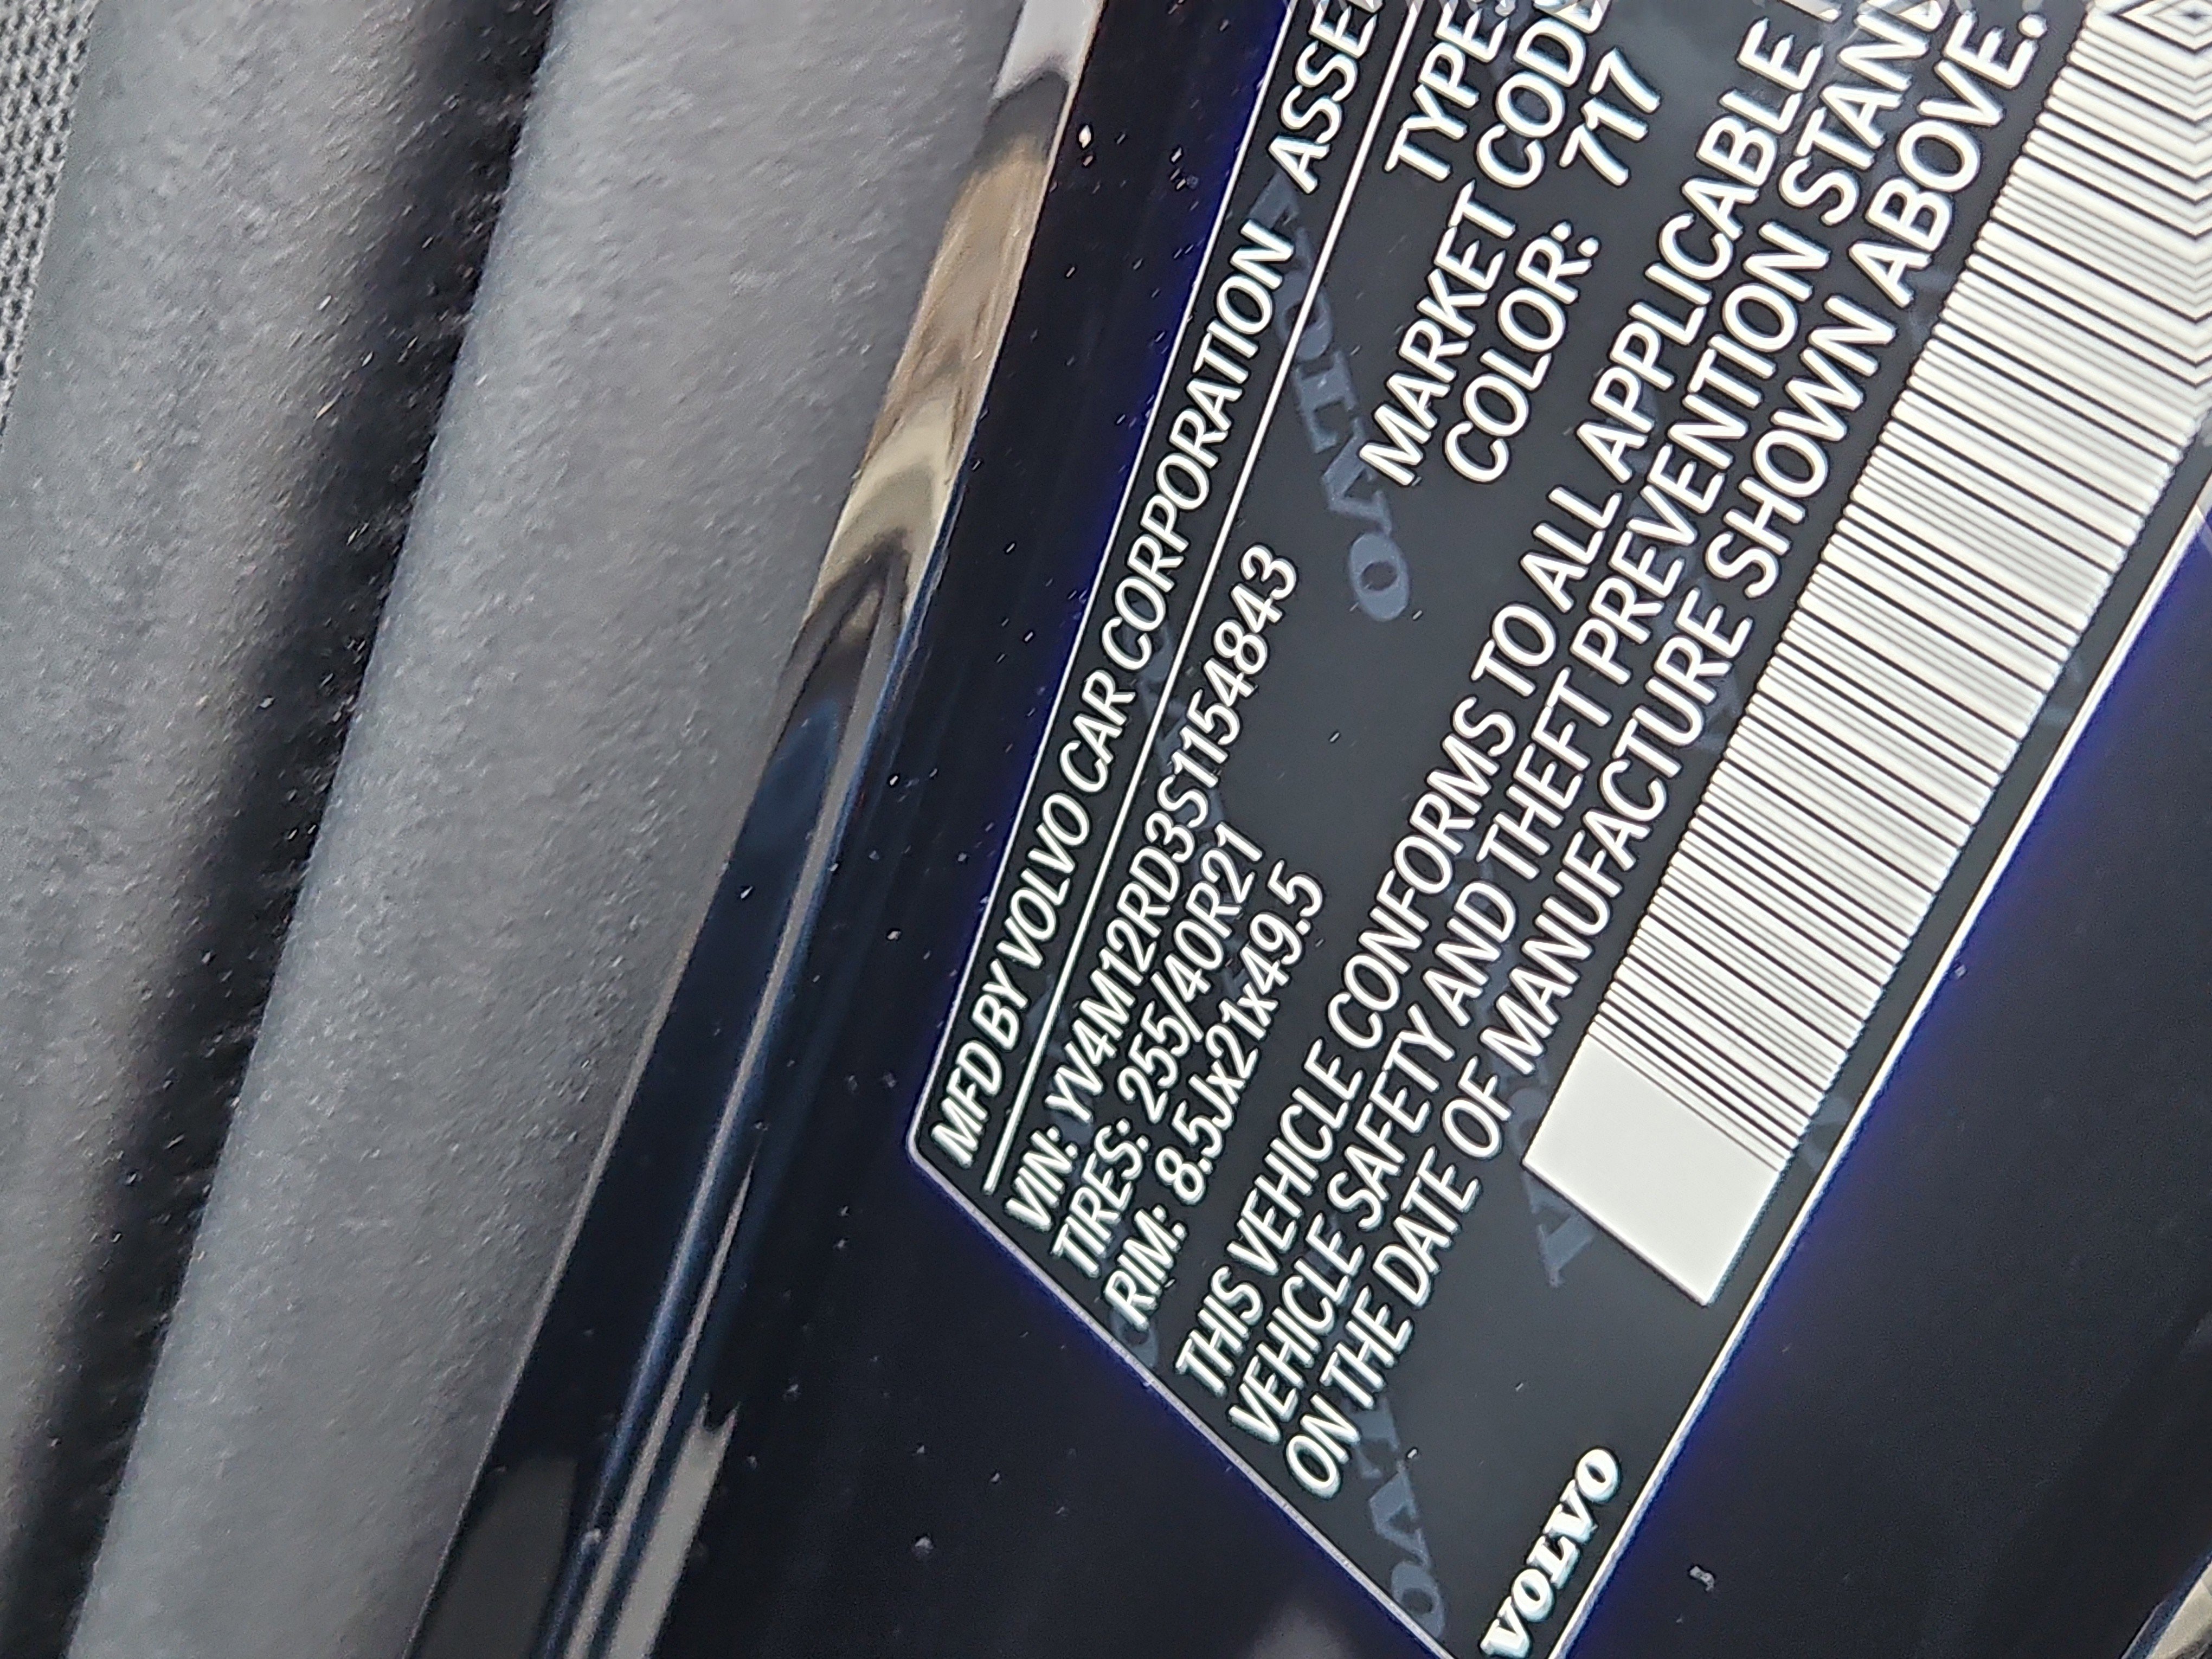 MFD BY VOLVO CAR CORPORATION
VIN: YV4M12RD3S1154843
TIRES: 255/40R21
RIM: 8.5Jx21x49.5
TYPE:
MARKET CODE
COLOR: 717
THIS VEHICLE CONFORMS TO ALL APPLICABLE
VEHICLE SAFETY AND THEFT PREVENTION
ON THE DATE OF MANUFACTURE SHOWN ABOVE.
VOLVO